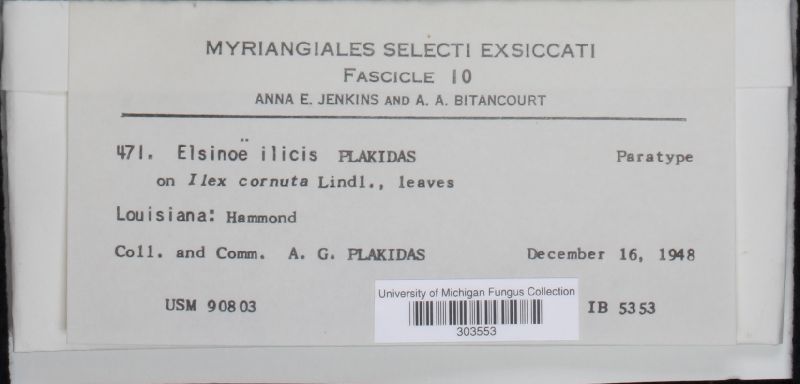 MYRIANGIALES SELECTI EXSICCATI
FASCICLE 10
ANNA E. JENKINS AND A. A. BITANCOURT
471. Elsinoë ilicis PLAKIDAS Paratype
on Ilex cornuta Lindl., leaves
Louisiana: Hammond
Coll. and Comm. A. G. PLAKIDAS December 16, 1948
USM 90803 IB 5353
University of Michigan Fungus Collection
303553